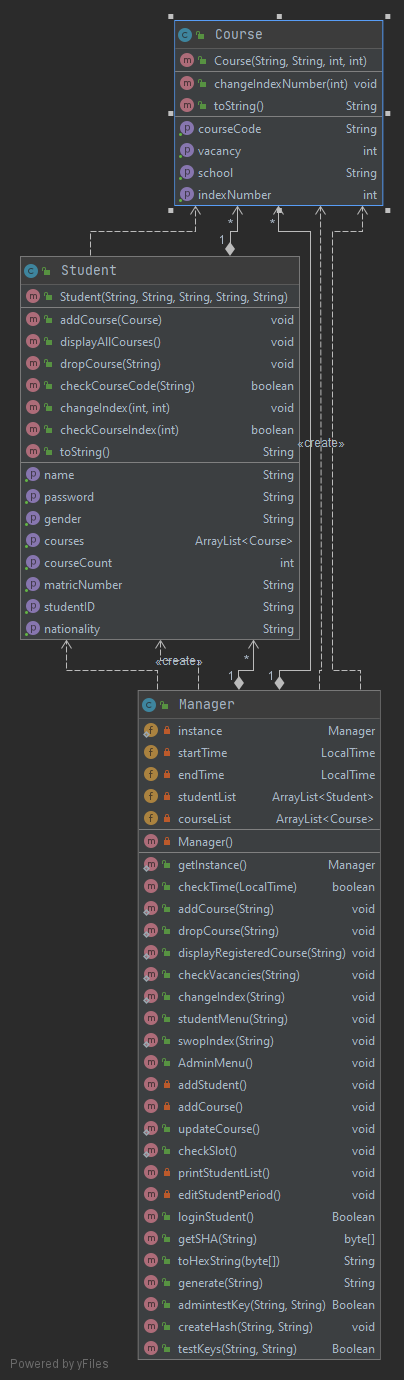 Course
Course(String, String, int, int)
changeIndexNumber(int) void
toString() String
courseCode String
vacancy int
school String
indexNumber int
* *
1
Student
Student(String, String, String, String, String)
addCourse(Course) void
displayAllCourses() void
dropCourse(String) void
checkCourseCode(String) boolean
changeIndex(int, int) void
checkCourseIndex(int) boolean
«create»
toString() String
name String
password String
gender String
courses ArrayList<Course>
courseCount int
matricNumber String
studentID String
nationality String
«create» *
1 1
Manager
instance Manager
startTime LocalTime
endTime LocalTime
studentList ArrayList<Student>
courseList ArrayList<Course>
Manager()
getInstance() Manager
checkTime(LocalTime) boolean
addCourse(String) void
dropCourse(String) void
displayRegisteredCourse(String) void
checkVacancies(String) void
changeIndex(String) void
studentMenu(String) void
swopIndex(String) void
AdminMenu() void
addStudent() void
addCourse() void
updateCourse() void
checkSlot() void
printStudentList() void
editStudentPeriod() void
loginStudent() Boolean
getSHA(String) byte[]
toHexString(byte[]) String
generate(String) String
admintestKey(String, String) Boolean
createHash(String, String) void
testKeys(String, String) Boolean
Powered by yFiles